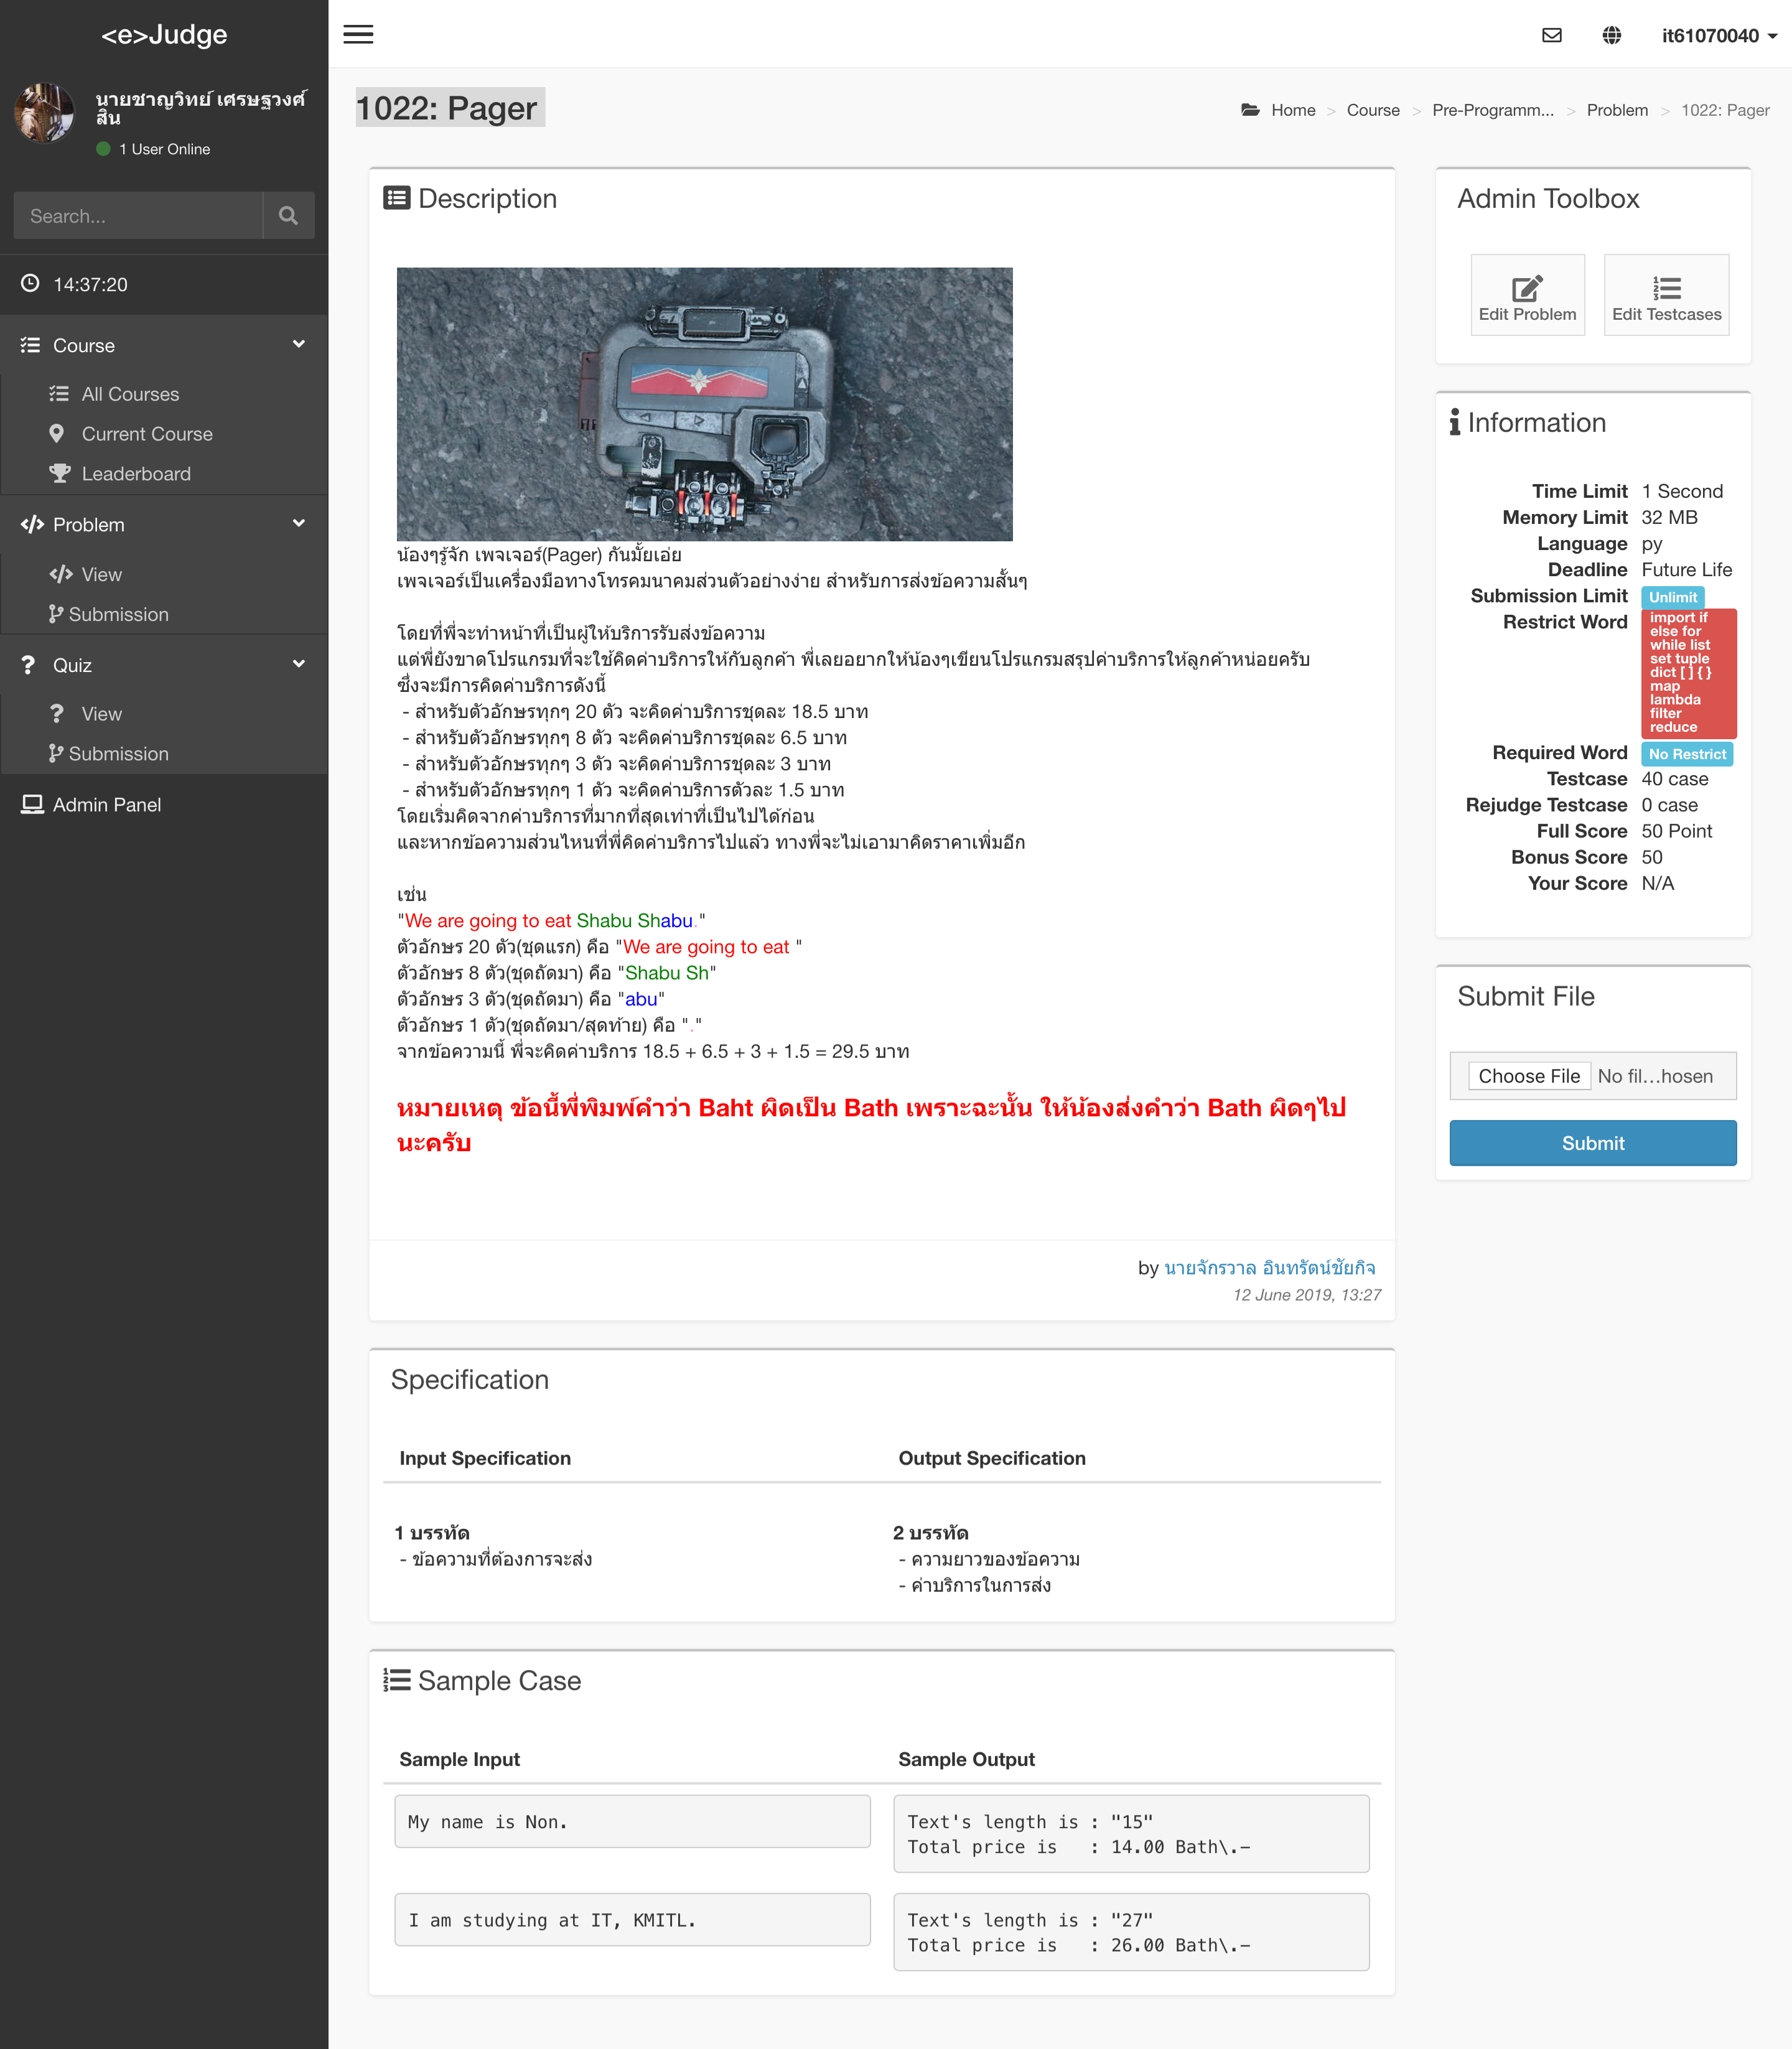 <e>Judge
it61070040
นายชาญวิทย์ เศรษฐวงศ์
สิน
1 User Online
Search...
14:37:20
Course
All Courses
Current Course
Leaderboard
Problem
View
Submission
Quiz
View
Submission
Admin Panel
1022: Pager
Home > Course > Pre-Programm... > Problem > 1022: Pager
Description
น้องๆรู้จัก เพจเจอร์(Pager) กันมั้ยเอ่ย
เพจเจอร์เป็นเครื่องมือทางโทรคมนาคมส่วนตัวอย่างง่าย สำหรับการส่งข้อความสั้นๆ
โดยที่พี่จะทำหน้าที่เป็นผู้ให้บริการรับส่งข้อความ
แต่พี่ยังขาดโปรแกรมที่จะใช้คิดค่าบริการให้กับลูกค้า พี่เลยอยากให้น้องๆเขียนโปรแกรมสรุปค่าบริการให้ลูกค้าหน่อยครับ
ซึ่งจะมีการคิดค่าบริการดังนี้
- สำหรับตัวอักษรทุกๆ 20 ตัว จะคิดค่าบริการชุดละ 18.5 บาท
- สำหรับตัวอักษรทุกๆ 8 ตัว จะคิดค่าบริการชุดละ 6.5 บาท
- สำหรับตัวอักษรทุกๆ 3 ตัว จะคิดค่าบริการชุดละ 3 บาท
- สำหรับตัวอักษรทุกๆ 1 ตัว จะคิดค่าบริการตัวละ 1.5 บาท
โดยเริ่มคิดจากค่าบริการที่มากที่สุดเท่าที่เป็นไปได้ก่อน
และหากข้อความส่วนไหนที่พี่คิดค่าบริการไปแล้ว ทางพี่จะไม่เอามาคิดราคาเพิ่มอีก
เช่น
"We are going to eat Shabu Shabu."
ตัวอักษร 20 ตัว(ชุดแรก) คือ "We are going to eat "
ตัวอักษร 8 ตัว(ชุดถัดมา) คือ "Shabu Sh"
ตัวอักษร 3 ตัว(ชุดถัดมา) คือ "abu"
ตัวอักษร 1 ตัว(ชุดถัดมา/สุดท้าย) คือ "."
จากข้อความนี้ พี่จะคิดค่าบริการ 18.5 + 6.5 + 3 + 1.5 = 29.5 บาท
หมายเหตุ ข้อนี้พี่พิมพ์คำว่า Baht ผิดเป็น Bath เพราะฉะนั้น ให้น้องส่งคำว่า Bath ผิดๆไป
นะครับ
by นายจักรวาล อินทรัตน์ชัยกิจ
12 June 2019, 13:27
Specification
Input Specification
Output Specification
1 บรรทัด
- ข้อความที่ต้องการจะส่ง
2 บรรทัด
- ความยาวของข้อความ
- ค่าบริการในการส่ง
Sample Case
Sample Input
Sample Output
My name is Non.
Text's length is : "15"
Total price is   : 14.00 Bath\.-
I am studying at IT, KMITL.
Text's length is : "27"
Total price is   : 26.00 Bath\.-
Admin Toolbox
Edit Problem
Edit Testcases
Information
Time Limit 1 Second
Memory Limit 32 MB
Language py
Deadline Future Life
Submission Limit Unlimit
Restrict Word import if
else for
while list
set tuple
dict [ ] { }
map
lambda
filter
reduce
Required Word No Restrict
Testcase 40 case
Rejudge Testcase 0 case
Full Score 50 Point
Bonus Score 50
Your Score N/A
Submit File
Choose File No fil...hosen
Submit